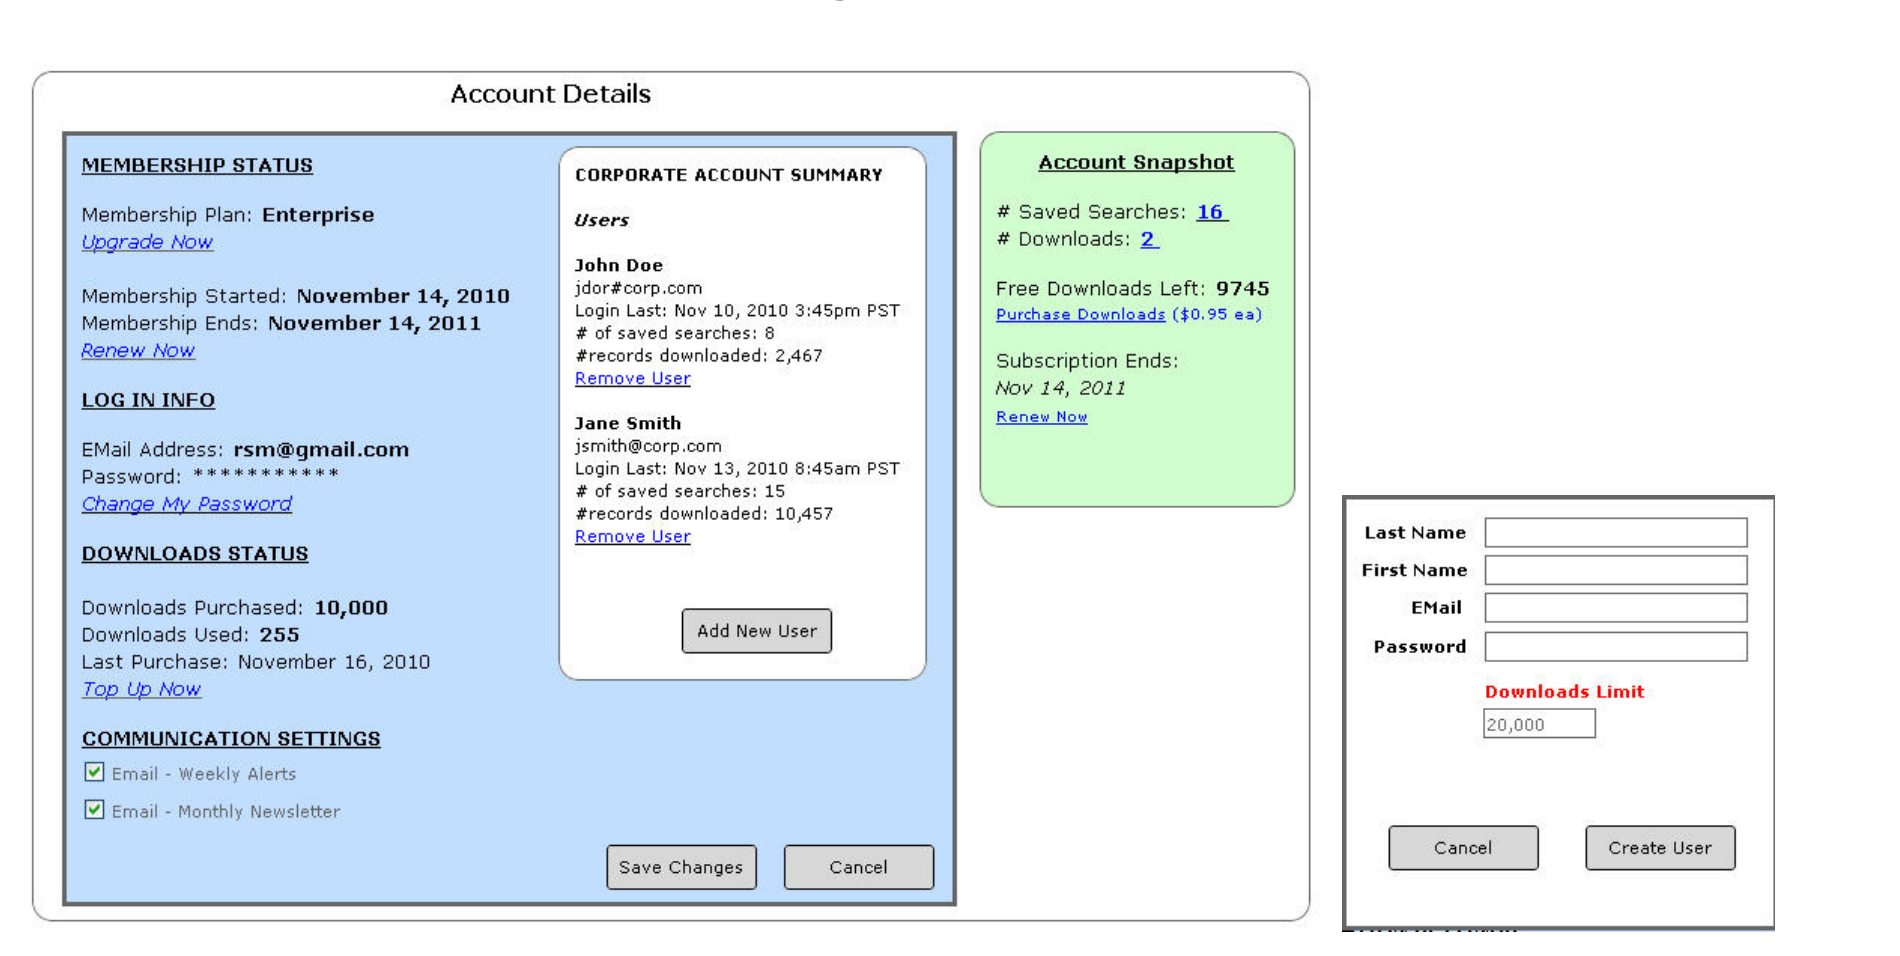 Account Details
MEMBERSHIP STATUS
Membership Plan: Enterprise
Upgrade Now
Membership Started: November 14, 2010
Membership Ends: November 14, 2011
Renew Now
LOG IN INFO
EMail Address: rsm@gmail.com
Password: ***********
Change My Password
DOWNLOADS STATUS
Downloads Purchased: 10,000
Downloads Used: 255
Last Purchase: November 16, 2010
Top Up Now
COMMUNICATION SETTINGS
Email - Weekly Alerts
Email - Monthly Newsletter
CORPORATE ACCOUNT SUMMARY
Users
John Doe
jdor#corp.com
Login Last: Nov 10, 2010 3:45pm PST
# of saved searches: 8
#records downloaded: 2,467
Remove User
Jane Smith
jsmith@corp.com
Login Last: Nov 13, 2010 8:45am PST
# of saved searches: 15
#records downloaded: 10,457
Remove User
Add New User
Save Changes
Cancel
Account Snapshot
# Saved Searches: 16
# Downloads: 2
Free Downloads Left: 9745
Purchase Downloads ($0.95 ea)
Subscription Ends:
Nov 14, 2011
Renew Now
Last Name
First Name
EMail
Password
Downloads Limit
20,000
Cancel
Create User